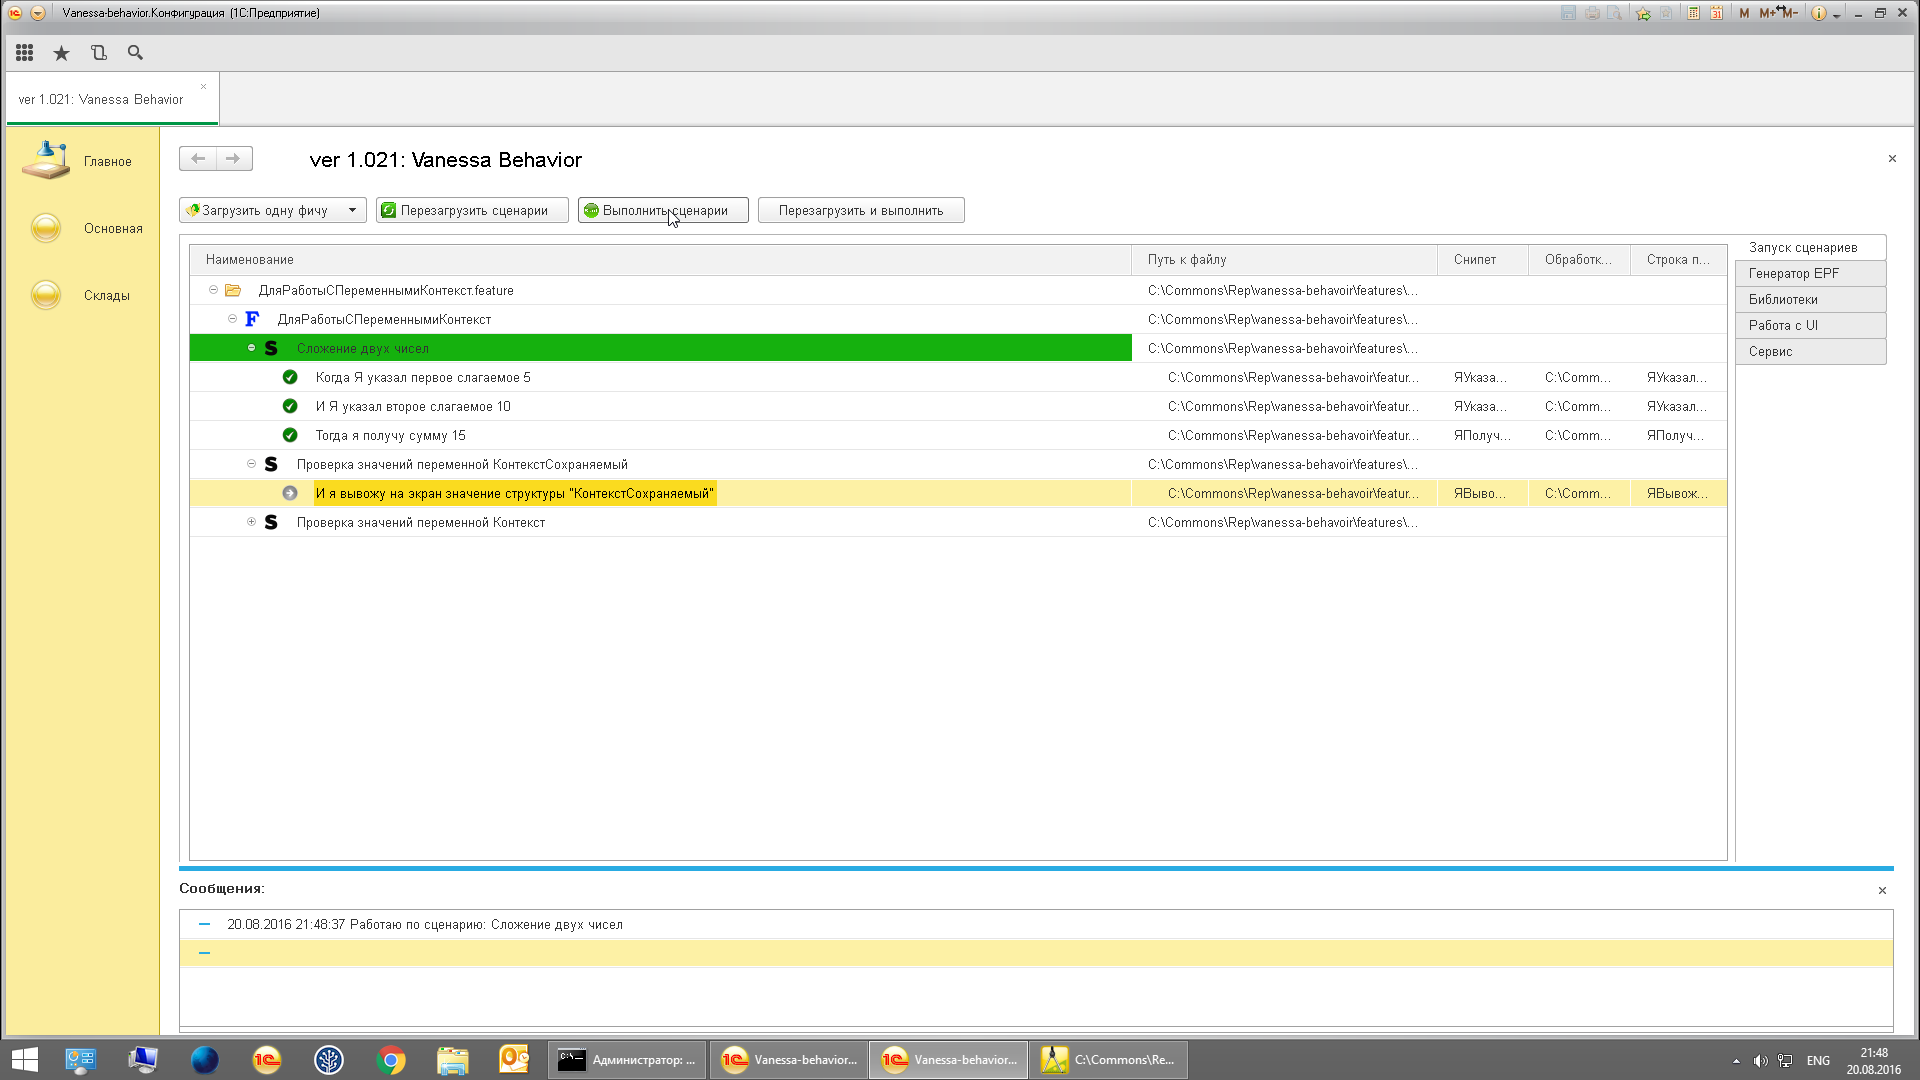 Vanessa-behavior.Конфигурация (1С:Предприятие)
31 M M+ M-
ver 1.021: Vanessa Behavior
Главное
Основная
Склады
ver 1.021: Vanessa Behavior
Загрузить одну фичу
Перезагрузить сценарии
Выполнить сценарии
Перезагрузить и выполнить
Наименование Путь к файлу Снипет Обработк... Строка п...
ДляРаботыСПеременнымиКонтекст.feature C:\Commons\Rep\vanessa-behavoir\features\...
F ДляРаботыСПеременнымиКонтекст C:\Commons\Rep\vanessa-behavoir\features\...
S Сложение двух чисел C:\Commons\Rep\vanessa-behavoir\features\...
Когда Я указал первое слагаемое 5 C:\Commons\Rep\vanessa-behavoir\featur... ЯУказа... C:\Comm... ЯУказал...
И Я указал второе слагаемое 10 C:\Commons\Rep\vanessa-behavoir\featur... ЯУказа... C:\Comm... ЯУказал...
Тогда я получу сумму 15 C:\Commons\Rep\vanessa-behavoir\featur... ЯПолуч... C:\Comm... ЯПолуч...
S Проверка значений переменной КонтекстСохраняемый C:\Commons\Rep\vanessa-behavoir\features\...
И я вывожу на экран значение структуры "КонтекстСохраняемый" C:\Commons\Rep\vanessa-behavoir\featur... ЯВыво... C:\Comm... ЯВывож...
S Проверка значений переменной Контекст C:\Commons\Rep\vanessa-behavoir\features\...
Запуск сценариев
Генератор EPF
Библиотеки
Работа с UI
Сервис
Сообщения:
20.08.2016 21:48:37 Работаю по сценарию: Сложение двух чисел
Администратор: ...
Vanessa-behavior...
Vanessa-behavior...
C:\Commons\Re...
ENG
21:48
20.08.2016